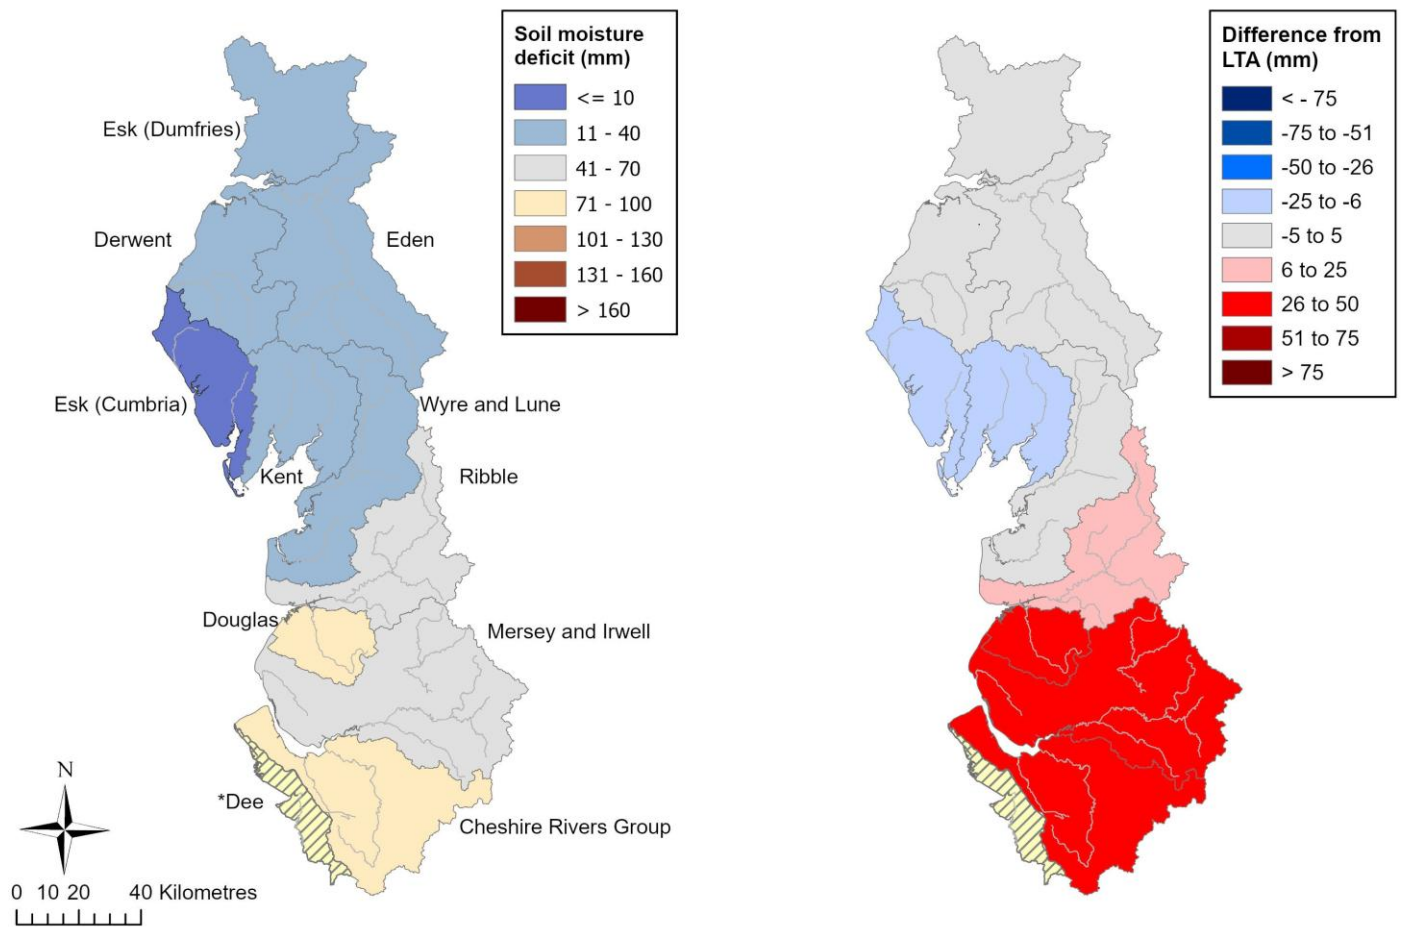 Soil moisture
deficit (mm)
<= 10
11 - 40
41 - 70
71 - 100
101 - 130
131 - 160
> 160
Esk (Dumfries)
Derwent
Eden
Esk (Cumbria)
Wyre and Lune
Kent
Ribble
Douglas
Mersey and Irwell
*Dee
Cheshire Rivers Group
N
0 10 20 40 Kilometres
Difference from
LTA (mm)
< - 75
-75 to -51
-50 to -26
-25 to -6
-5 to 5
6 to 25
26 to 50
51 to 75
> 75